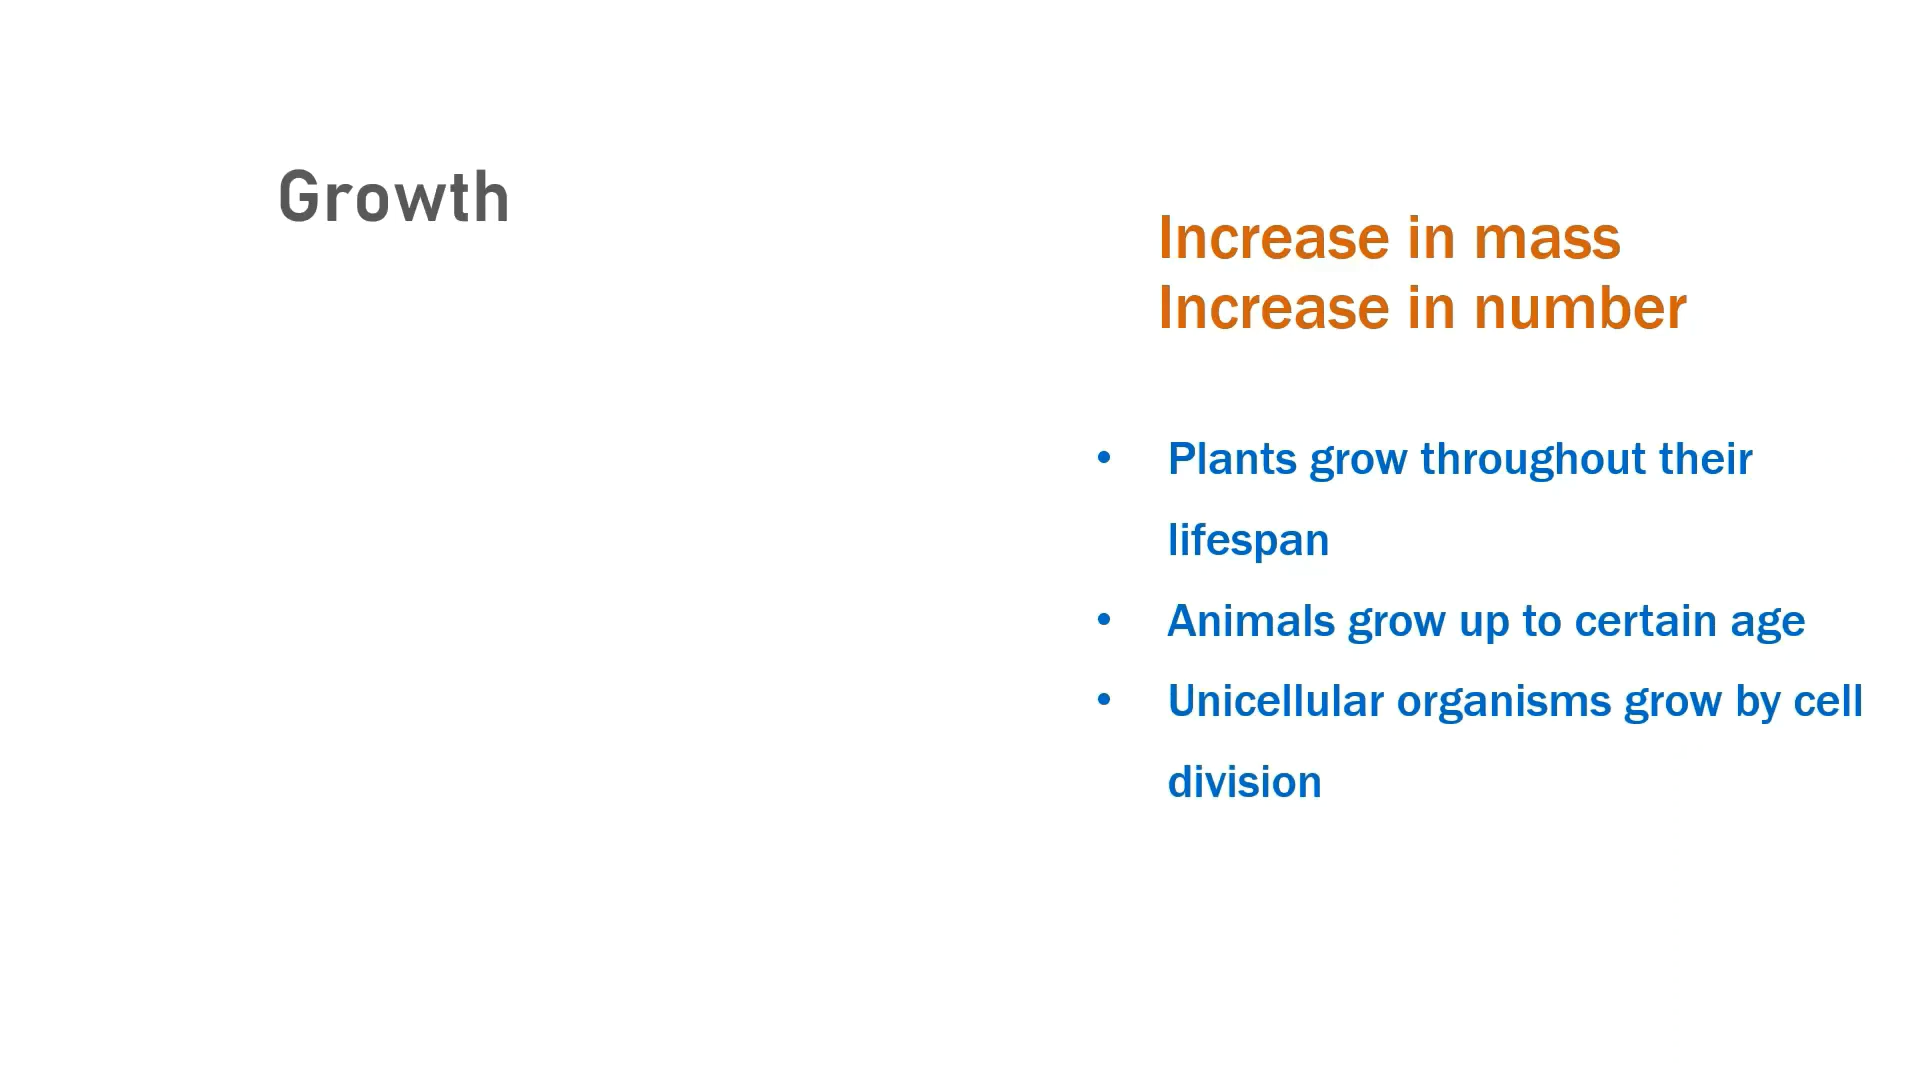 Growth
Increase in mass
Increase in number
• Plants grow throughout their
lifespan
• Animals grow up to certain age
• Unicellular organisms grow by cell
division